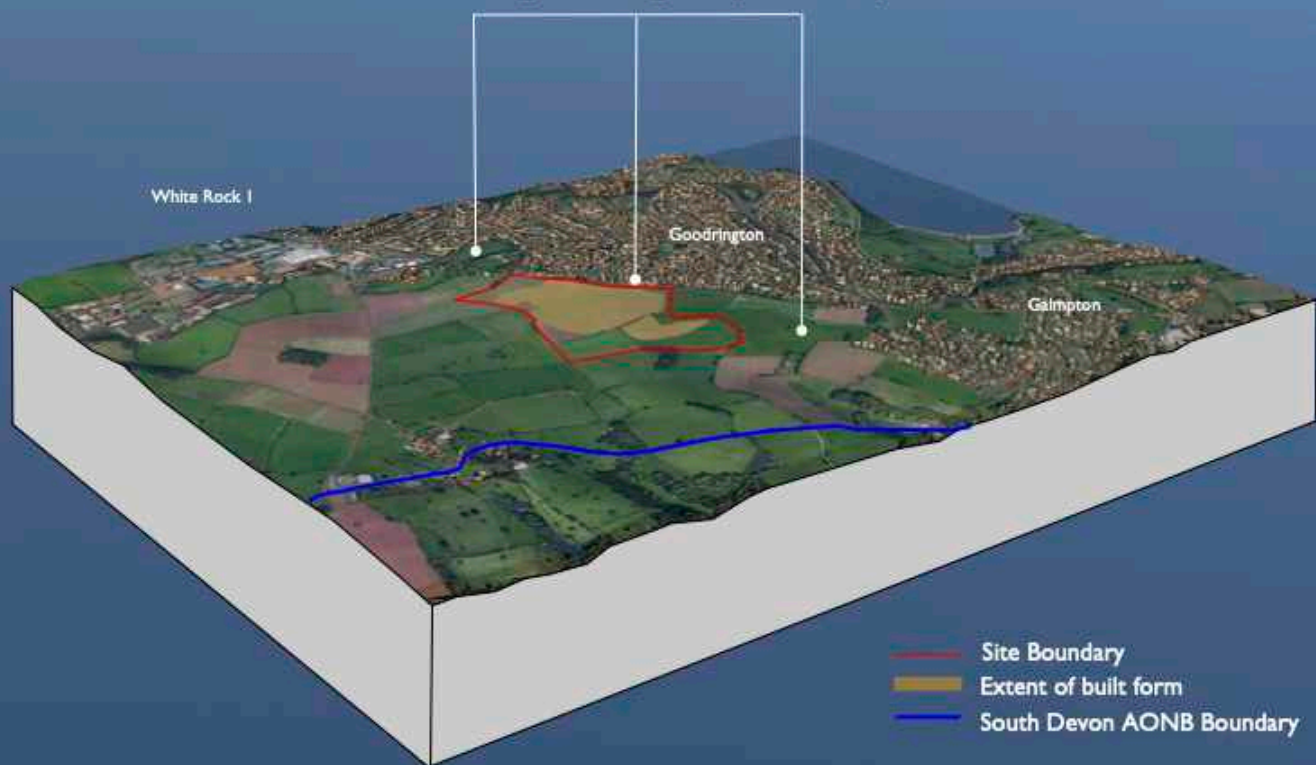 White Rock 1
Goodrington
Galmpton
Site Boundary
Extent of built form
South Devon AONB Boundary